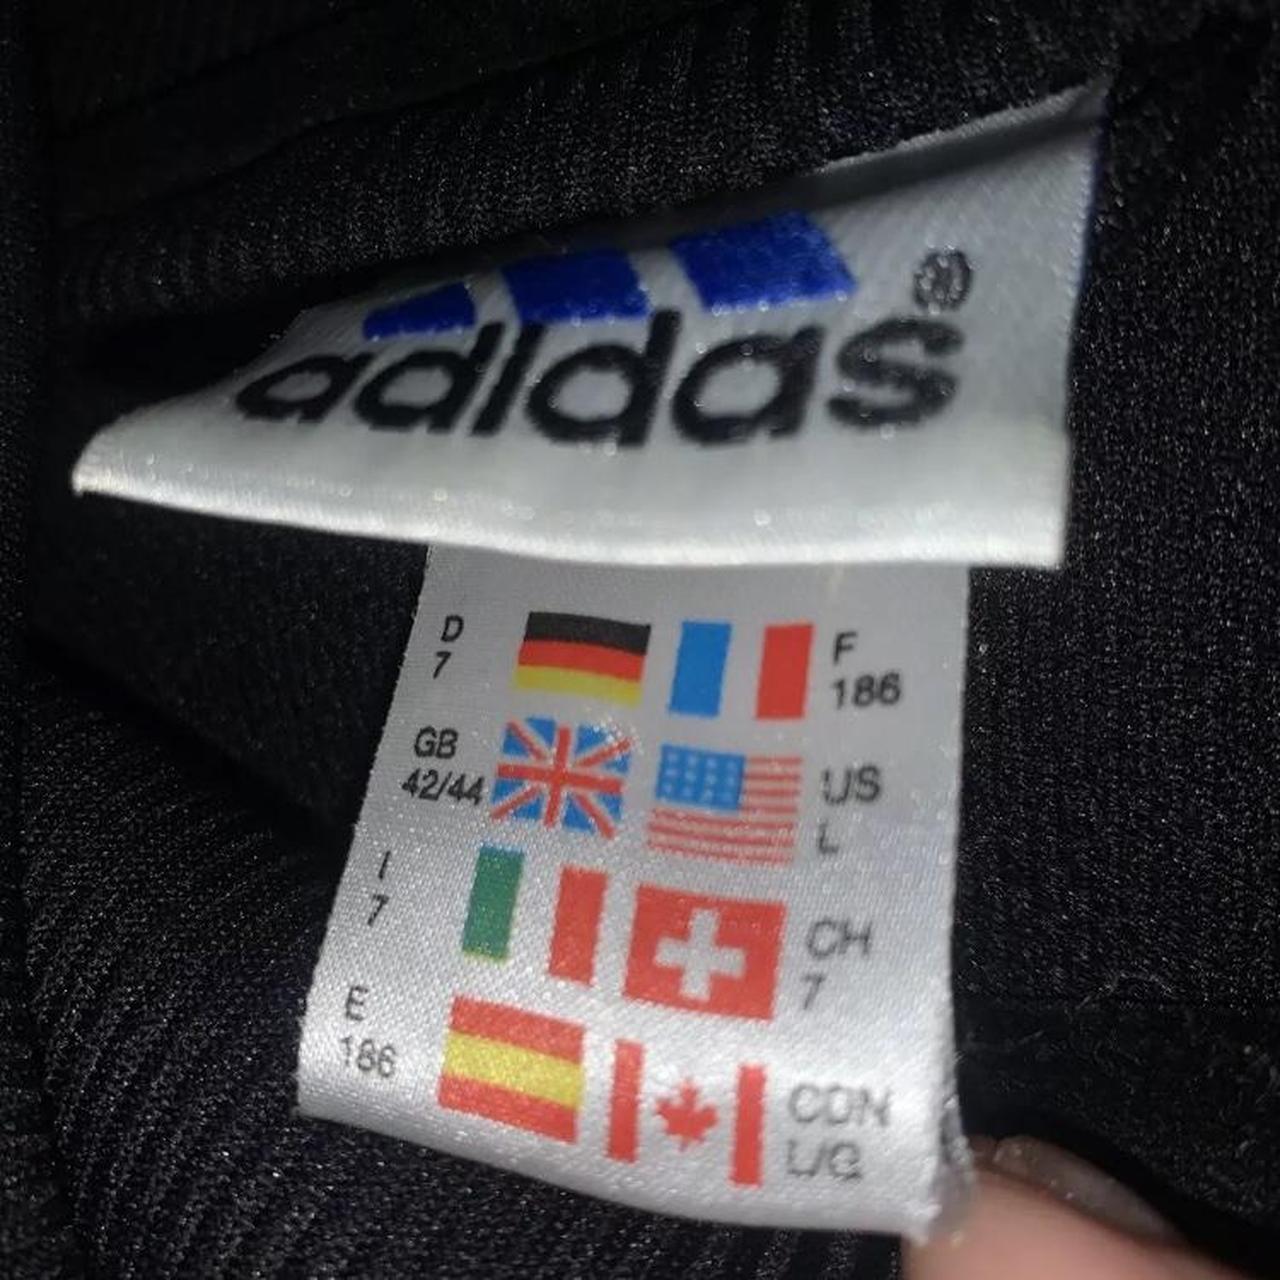 adidas®
D
7
F
186
GB
42/44
US
L
I
7
CH
7
E
186
CDN
L/G